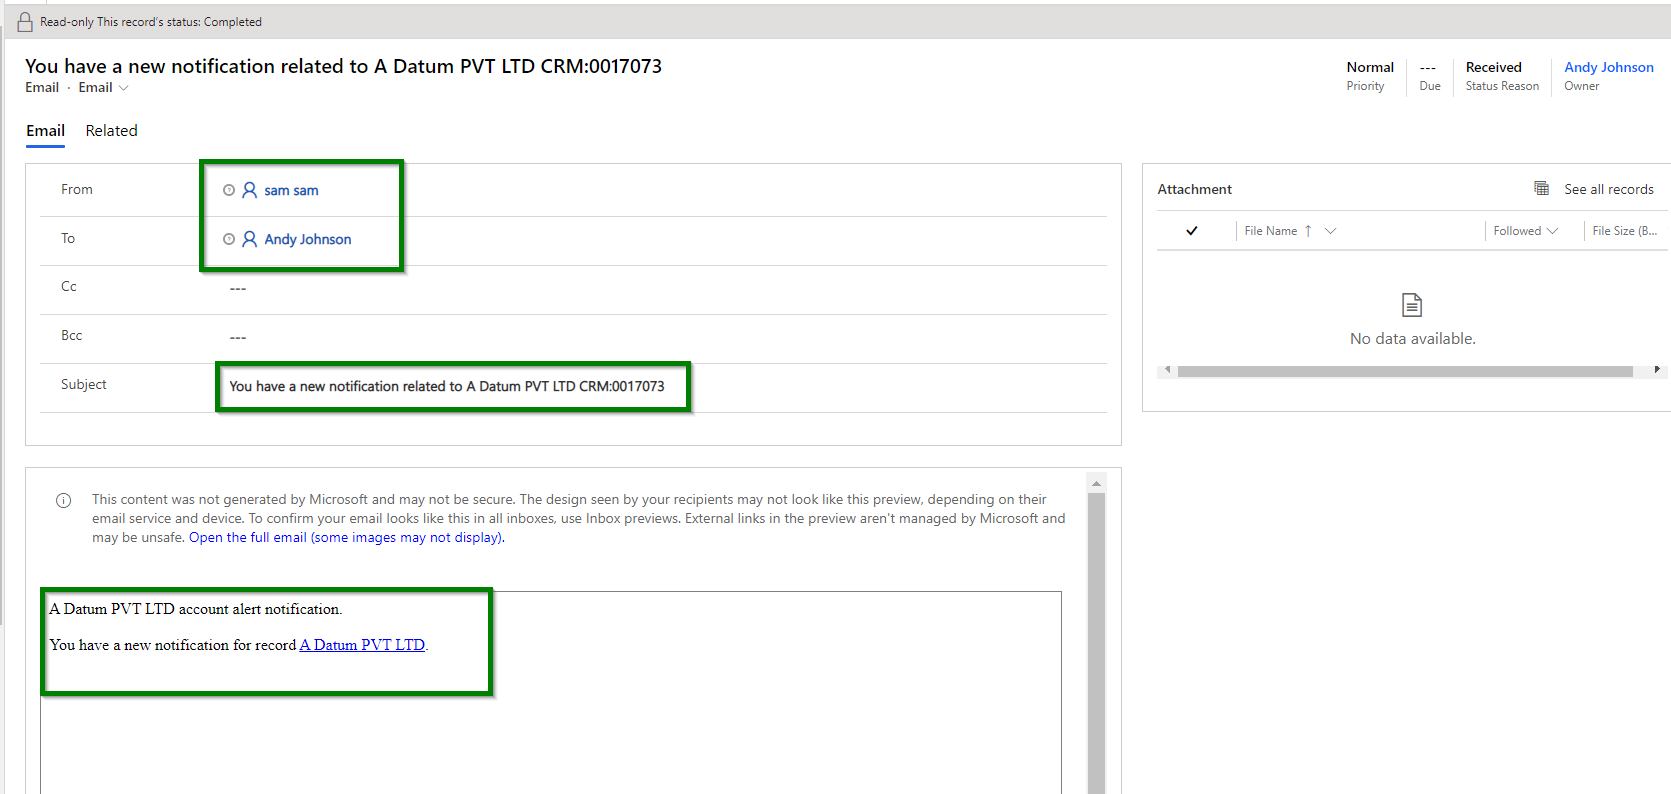 Read-only This record's status: Completed
You have a new notification related to A Datum PVT LTD CRM:0017073
Email · Email
Normal
Priority
---
Due
Received
Status Reason
Andy Johnson
Owner
Email Related
From sam sam
To Andy Johnson
Cc ---
Bcc ---
Subject You have a new notification related to A Datum PVT LTD CRM:0017073
Attachment See all records
File Name ↑ Followed File Size (B...
No data available.
This content was not generated by Microsoft and may not be secure. The design seen by your recipients may not look like this preview, depending on their
email service and device. To confirm your email looks like this in all inboxes, use Inbox previews. External links in the preview aren't managed by Microsoft and
may be unsafe. Open the full email (some images may not display).
A Datum PVT LTD account alert notification.
You have a new notification for record A Datum PVT LTD.